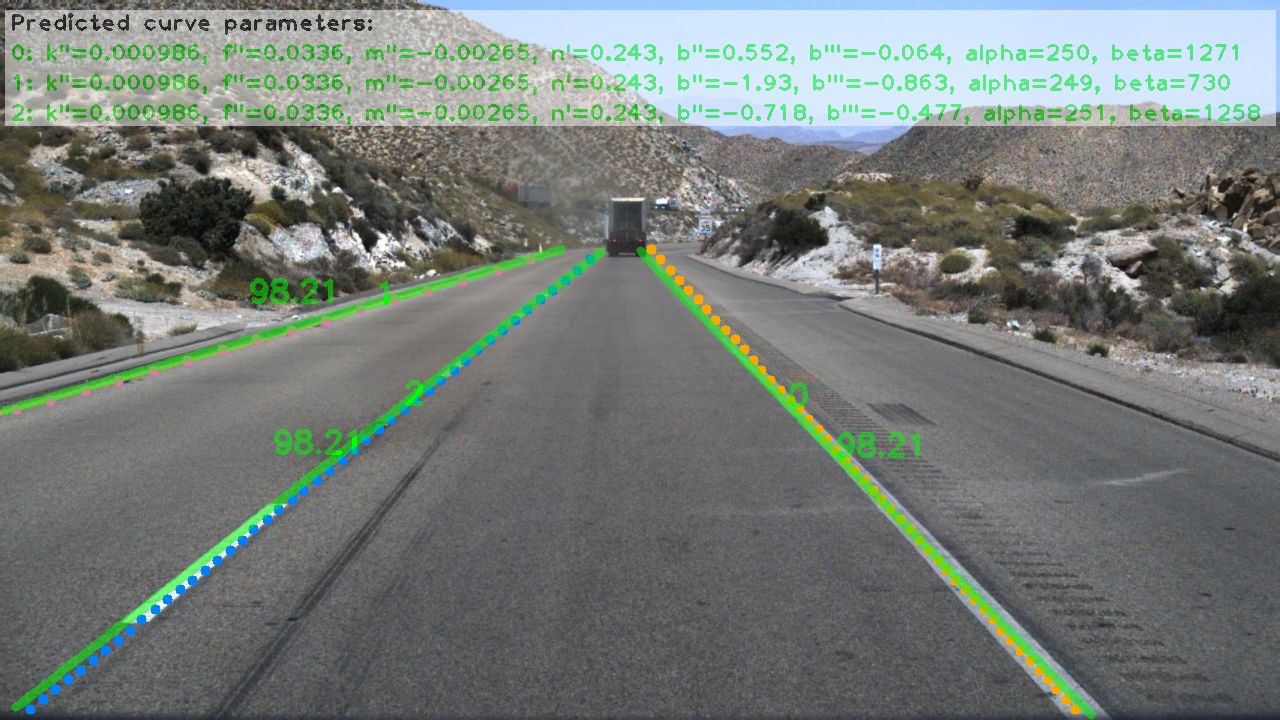 Predicted curve parameters:
0: k''=0.000986, f''=0.0336, m''=-0.00265, n'=0.243, b''=0.552, b'''=-0.064, alpha=250, beta=1271
1: k''=0.000986, f''=0.0336, m''=-0.00265, n'=0.243, b''=-1.93, b'''=-0.863, alpha=249, beta=730
2: k''=0.000986, f''=0.0336, m''=-0.00265, n'=0.243, b''=-0.718, b'''=-0.477, alpha=251, beta=1258
35
98.21 1
2 0
98.21 98.21